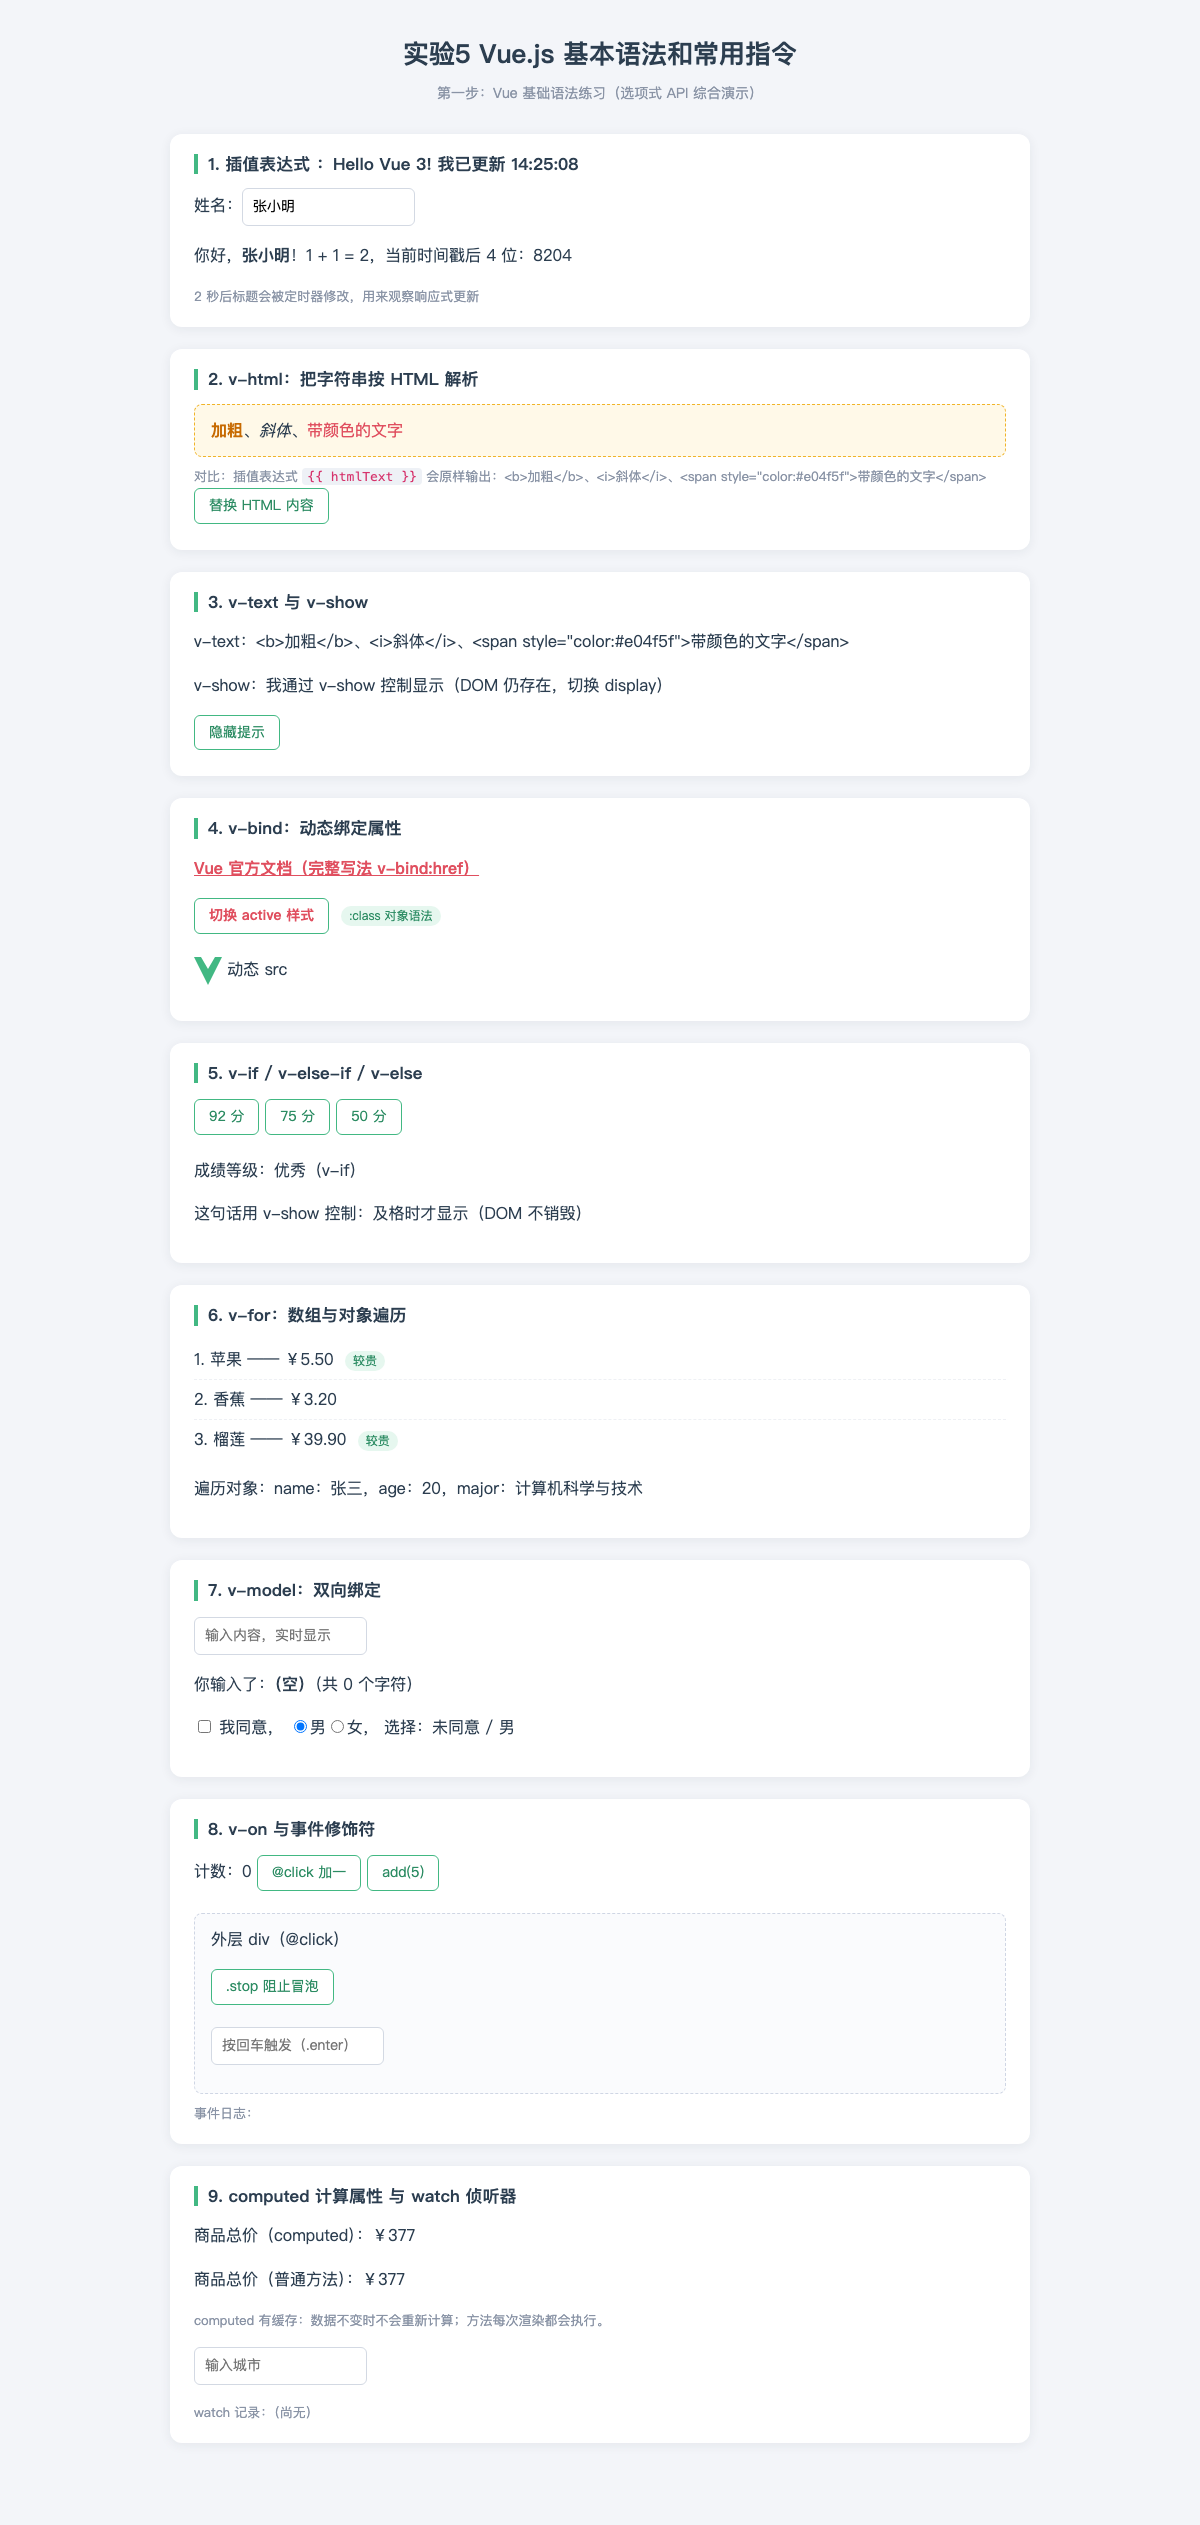 实验5 Vue.js 基本语法和常用指令
第一步：Vue 基础语法练习（选项式 API 综合演示）
1. 插值表达式 ：Hello Vue 3! 我已更新 14:25:08
姓名： 张小明
你好，张小明！1 + 1 = 2，当前时间戳后 4 位：8204
2 秒后标题会被定时器修改，用来观察响应式更新
2. v-html：把字符串按 HTML 解析
加粗、斜体、带颜色的文字
对比：插值表达式 {{ htmlText }} 会原样输出：<b>加粗</b>、<i>斜体</i>、<span style="color:#e04f5f">带颜色的文字</span>
替换 HTML 内容
3. v-text 与 v-show
v-text：<b>加粗</b>、<i>斜体</i>、<span style="color:#e04f5f">带颜色的文字</span>
v-show：我通过 v-show 控制显示（DOM 仍存在，切换 display）
隐藏提示
4. v-bind：动态绑定属性
Vue 官方文档（完整写法 v-bind:href）
切换 active 样式 :class 对象语法
动态 src
5. v-if / v-else-if / v-else
92 分 75 分 50 分
成绩等级：优秀（v-if）
这句话用 v-show 控制：及格时才显示（DOM 不销毁）
6. v-for：数组与对象遍历
1. 苹果 —— ￥5.50 较贵
2. 香蕉 —— ￥3.20
3. 榴莲 —— ￥39.90 较贵
遍历对象：name：张三，age：20，major：计算机科学与技术
7. v-model：双向绑定
输入内容，实时显示
你输入了：（空）（共 0 个字符）
我同意， 男 女， 选择：未同意 / 男
8. v-on 与事件修饰符
计数：0 @click 加一 add(5)
外层 div（@click）
.stop 阻止冒泡
按回车触发（.enter）
事件日志：
9. computed 计算属性 与 watch 侦听器
商品总价（computed）：￥377
商品总价（普通方法）：￥377
computed 有缓存：数据不变时不会重新计算；方法每次渲染都会执行。
输入城市
watch 记录：（尚无）